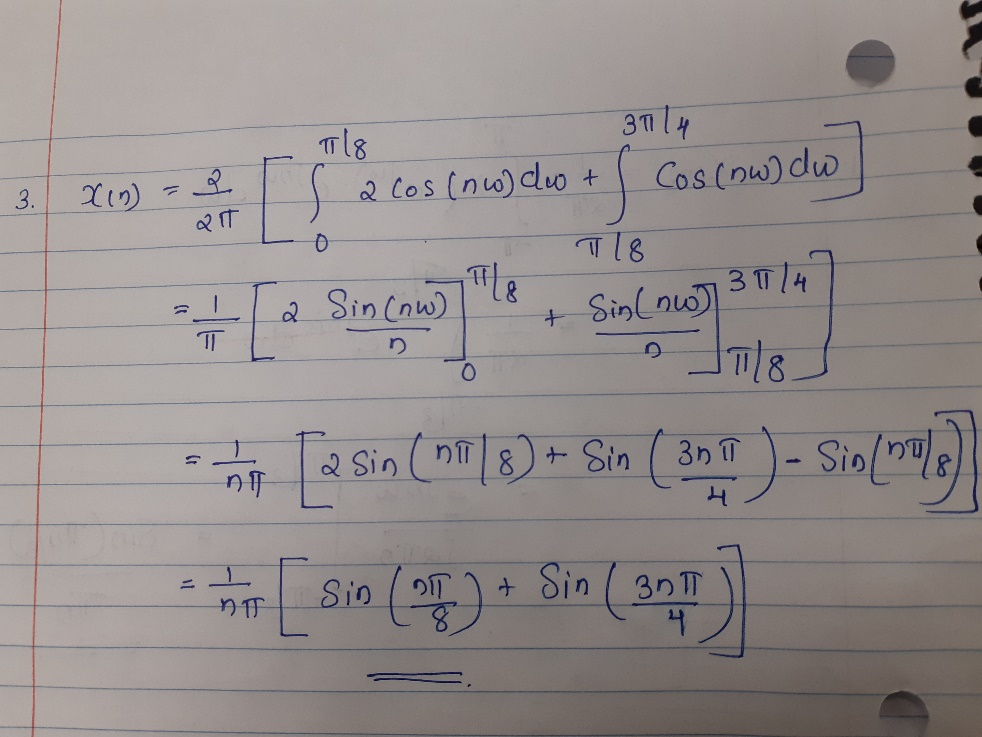 3. x(n) = 2/2π [ ∫₀^{π/8} 2 cos(nω) dω + ∫_{π/8}^{3π/4} Cos(nω) dω ]
= 1/π [ 2 Sin(nω)/n ]₀^{π/8} + Sin(nω)/n ]_{π/8}^{3π/4} ]
= 1/nπ [ 2 Sin(nπ/8) + Sin(3nπ/4) - Sin(nπ/8) ]
= 1/nπ [ Sin(nπ/8) + Sin(3nπ/4) ]